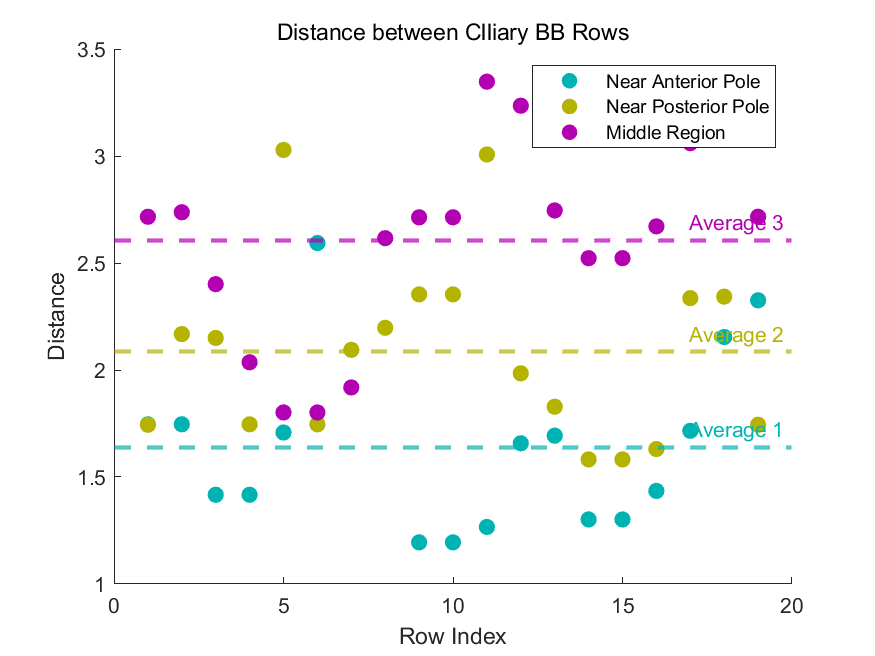 Distance between CIliary BB Rows
3.5
3
2.5
2
1.5
1
Distance
Near Anterior Pole
Near Posterior Pole
Middle Region
Average 3
Average 2
Average 1
0
5
10
15
20
Row Index